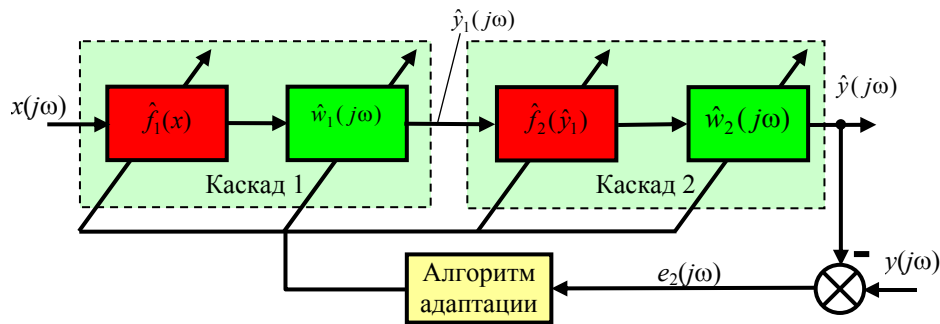 ŷ₁(jω)
x(jω)
f̂₁(x)
ŵ₁(jω)
f̂₂(ŷ₁)
ŵ₂(jω)
ŷ(jω)
Каскад 1
Каскад 2
Алгоритм
адаптации
e₂(jω)
-
y(jω)